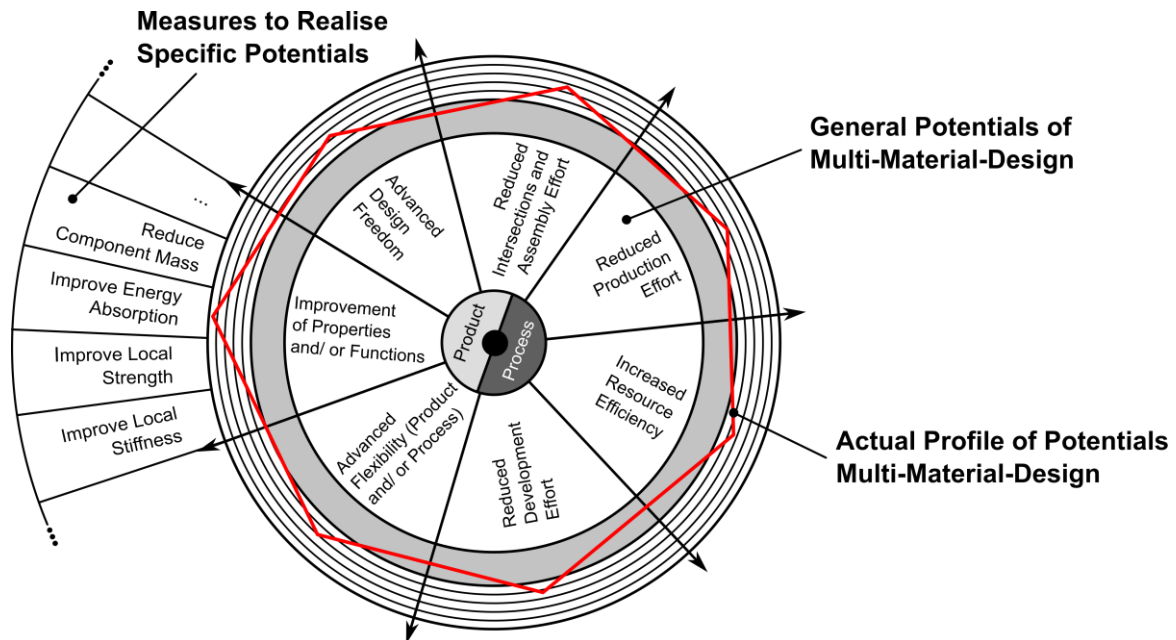 Measures to Realise
Specific Potentials
General Potentials of
Multi-Material-Design
Actual Profile of Potentials
Multi-Material-Design
...
Reduce
Component Mass
Improve Energy
Absorption
Improve Local
Strength
Improve Local
Stiffness
Advanced
Design
Freedom
Reduced
Intersections and
Assembly Effort
Reduced
Production
Effort
Increased
Resource
Efficiency
Reduced
Development
Effort
Advanced
Flexibility (Product
and/ or Process)
Improvement
of Properties
and/ or Functions
Product
Process